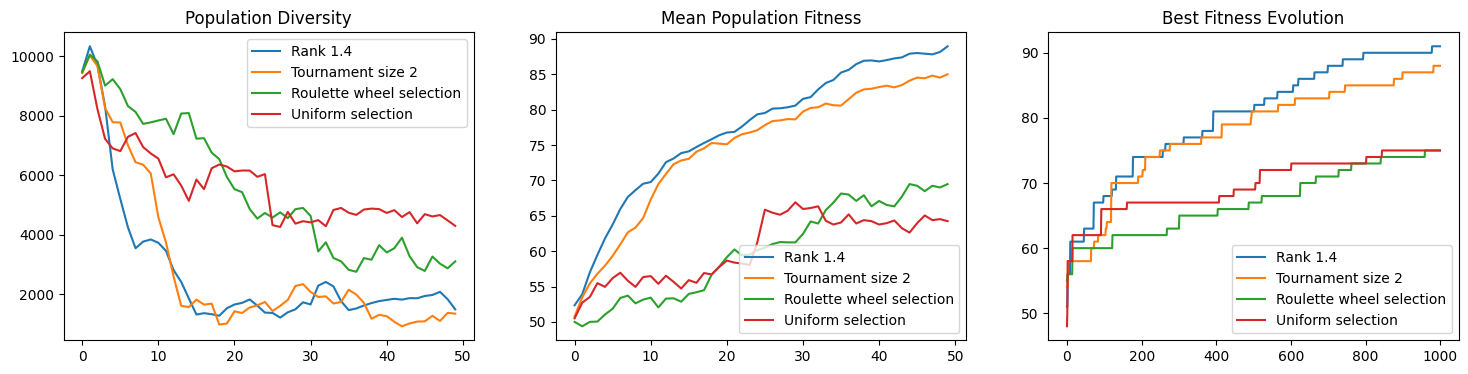 Population Diversity
10000
8000
6000
4000
2000
0
10
20
30
40
50
Rank 1.4
Tournament size 2
Roulette wheel selection
Uniform selection
Mean Population Fitness
90
85
80
75
70
65
60
55
50
0
10
20
30
40
50
Rank 1.4
Tournament size 2
Roulette wheel selection
Uniform selection
Best Fitness Evolution
90
80
70
60
50
0
200
400
600
800
1000
Rank 1.4
Tournament size 2
Roulette wheel selection
Uniform selection